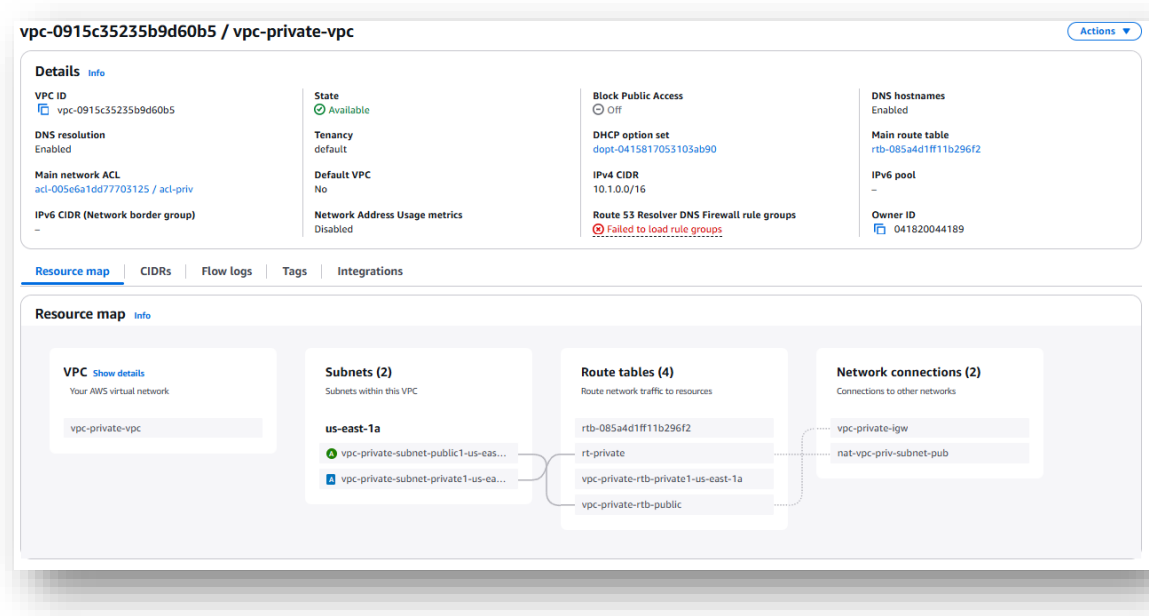 vpc-0915c35235b9d60b5 / vpc-private-vpc
Actions
Details Info
VPC ID
vpc-0915c35235b9d60b5
State
Available
Block Public Access
Off
DNS hostnames
Enabled
DNS resolution
Enabled
Tenancy
default
DHCP option set
dopt-0415817053103ab90
Main route table
rtb-085a4d1ff11b296f2
Main network ACL
acl-005e6a1dd77703125 / acl-priv
Default VPC
No
IPv4 CIDR
10.1.0.0/16
IPv6 pool
–
IPv6 CIDR (Network border group)
–
Network Address Usage metrics
Disabled
Route 53 Resolver DNS Firewall rule groups
Failed to load rule groups
Owner ID
041820044189
Resource map
CIDRs
Flow logs
Tags
Integrations
Resource map Info
VPC Show details
Your AWS virtual network
vpc-private-vpc
Subnets (2)
Subnets within this VPC
us-east-1a
A vpc-private-subnet-public1-us-eas...
A vpc-private-subnet-private1-us-ea...
Route tables (4)
Route network traffic to resources
rtb-085a4d1ff11b296f2
rt-private
vpc-private-rtb-private1-us-east-1a
vpc-private-rtb-public
Network connections (2)
Connections to other networks
vpc-private-igw
nat-vpc-priv-subnet-pub